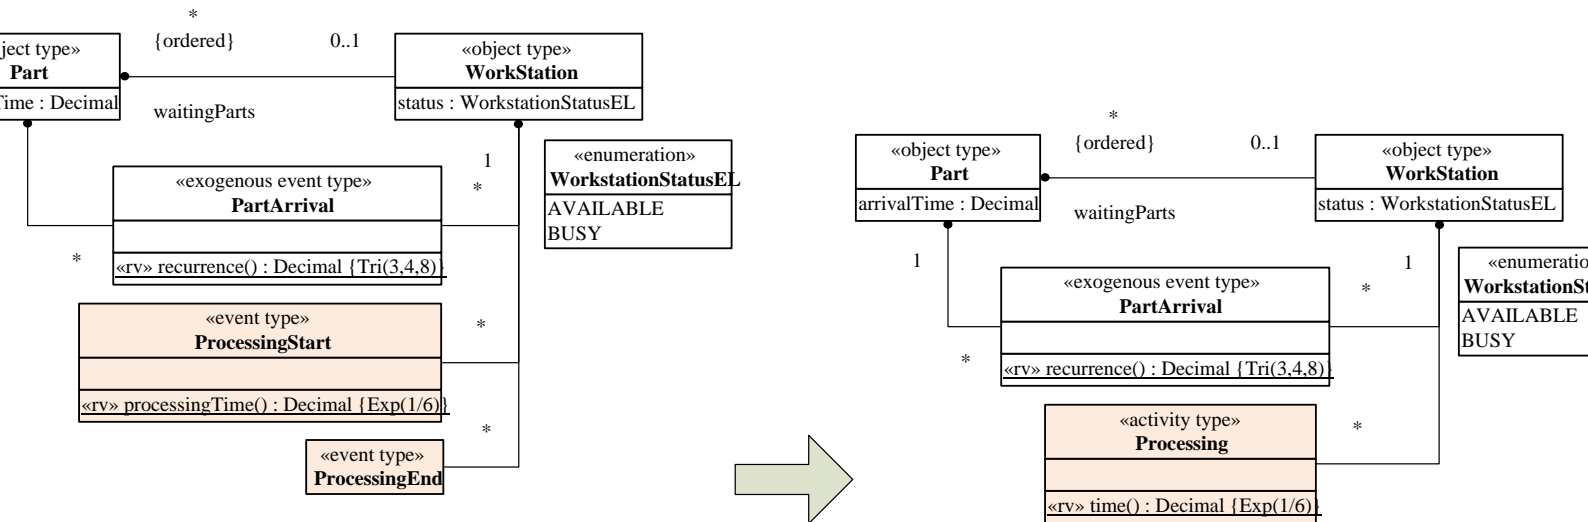 *
{ordered}
0..1
ject type»
Part
Time : Decimal
waitingParts
«object type»
WorkStation
status : WorkstationStatusEL
1
*
«enumeration»
WorkstationStatusEL
AVAILABLE
BUSY
«exogenous event type»
PartArrival
*
«rv» recurrence() : Decimal {Tri(3,4,8)}
«event type»
ProcessingStart
*
«rv» processingTime() : Decimal {Exp(1/6)}
*
«event type»
ProcessingEnd
*
{ordered}
0..1
«object type»
Part
arrivalTime : Decimal
waitingParts
«object type»
WorkStation
status : WorkstationStatusEL
1
1
*
«enumeratio
WorkstationSt
AVAILABLE
BUSY
«exogenous event type»
PartArrival
*
«rv» recurrence() : Decimal {Tri(3,4,8)}
«activity type»
Processing
*
«rv» time() : Decimal {Exp(1/6)}